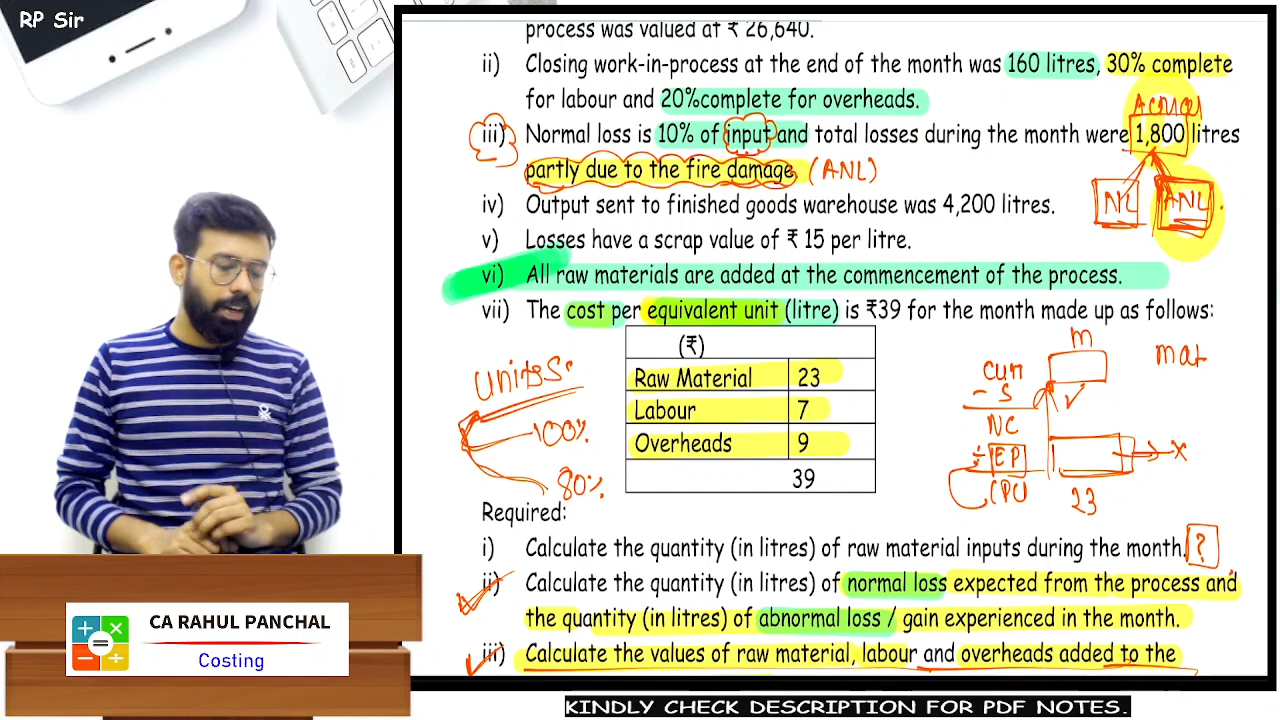 RP Sir
process was valued at ₹ 26,640.
ii) Closing work-in-process at the end of the month was 160 litres, 30% complete
for labour and 20%complete for overheads.
Actual
iii) Normal loss is 10% of input and total losses during the month were 1,800 litres
partly due to the fire damage. (ANL)
NL ANL
iv) Output sent to finished goods warehouse was 4,200 litres.
v) Losses have a scrap value of ₹ 15 per litre.
vi) All raw materials are added at the commencement of the process.
vii) The cost per equivalent unit (litre) is ₹39 for the month made up as follows:
(₹)
Raw Material 23
Labour 7
Overheads 9
39
units
100%
80%
m
mat
- S
NC
÷ EP
CPU
23
x
Required:
i) Calculate the quantity (in litres) of raw material inputs during the month. ?
ii) Calculate the quantity (in litres) of normal loss expected from the process and
the quantity (in litres) of abnormal loss / gain experienced in the month.
iii) Calculate the values of raw material, labour and overheads added to the
CA RAHUL PANCHAL
Costing
KINDLY CHECK DESCRIPTION FOR PDF NOTES.